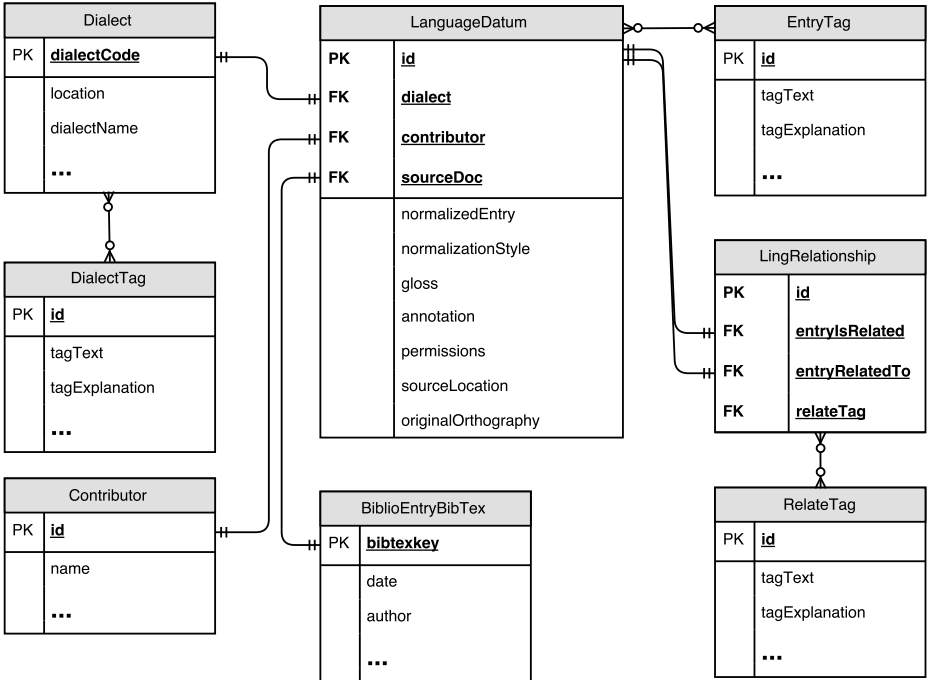 Dialect
PK dialectCode
location
dialectName
...
DialectTag
PK id
tagText
tagExplanation
...
Contributor
PK id
name
...
LanguageDatum
PK id
FK dialect
FK contributor
FK sourceDoc
normalizedEntry
normalizationStyle
gloss
annotation
permissions
sourceLocation
originalOrthography
BiblioEntryBibTex
PK bibtexkey
date
author
...
EntryTag
PK id
tagText
tagExplanation
...
LingRelationship
PK id
FK entryIsRelated
FK entryRelatedTo
FK relateTag
RelateTag
PK id
tagText
tagExplanation
...